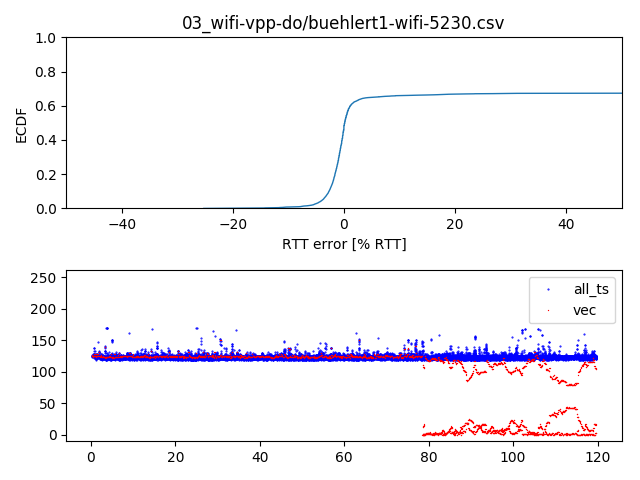 03_wifi-vpp-do/buehlert1-wifi-5230.csv
1.0
0.8
0.6
0.4
0.2
0.0
ECDF
−40 −20 0 20 40
RTT error [% RTT]
250
200
150
100
50
0
all_ts
vec
0 20 40 60 80 100 120